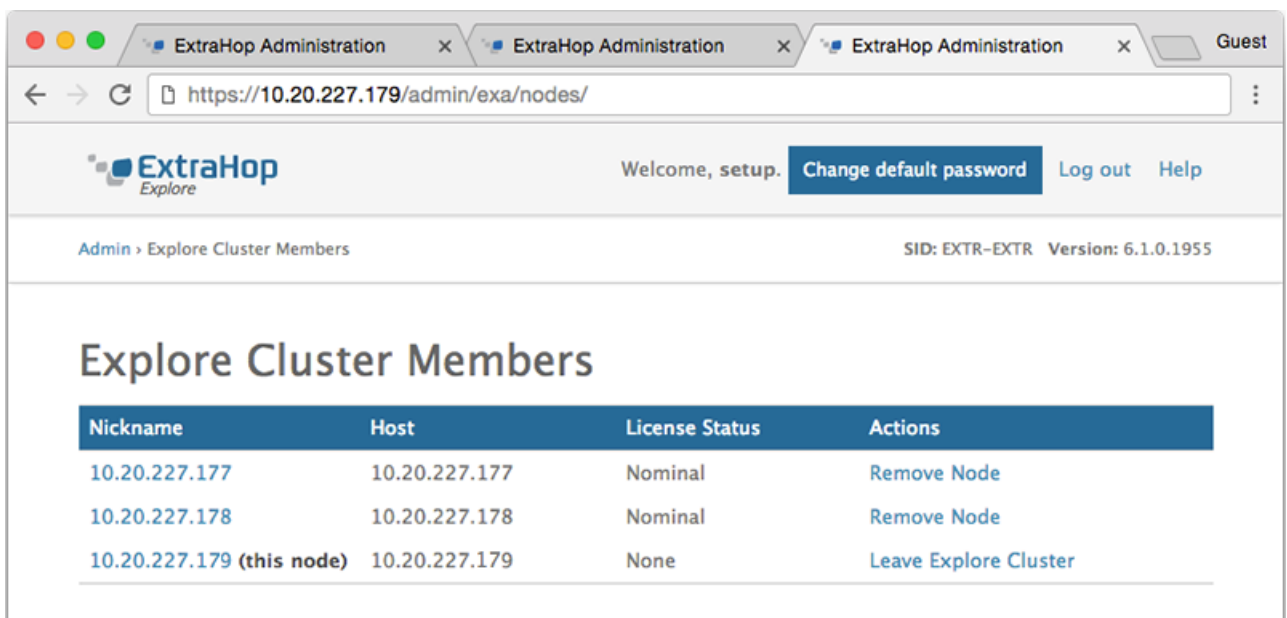 ExtraHop Administration ExtraHop Administration ExtraHop Administration Guest
https://10.20.227.179/admin/exa/nodes/
ExtraHop
Explore
Welcome, setup. Change default password Log out Help
Admin › Explore Cluster Members SID: EXTR-EXTR Version: 6.1.0.1955
Explore Cluster Members
Nickname Host License Status Actions
10.20.227.177 10.20.227.177 Nominal Remove Node
10.20.227.178 10.20.227.178 Nominal Remove Node
10.20.227.179 (this node) 10.20.227.179 None Leave Explore Cluster